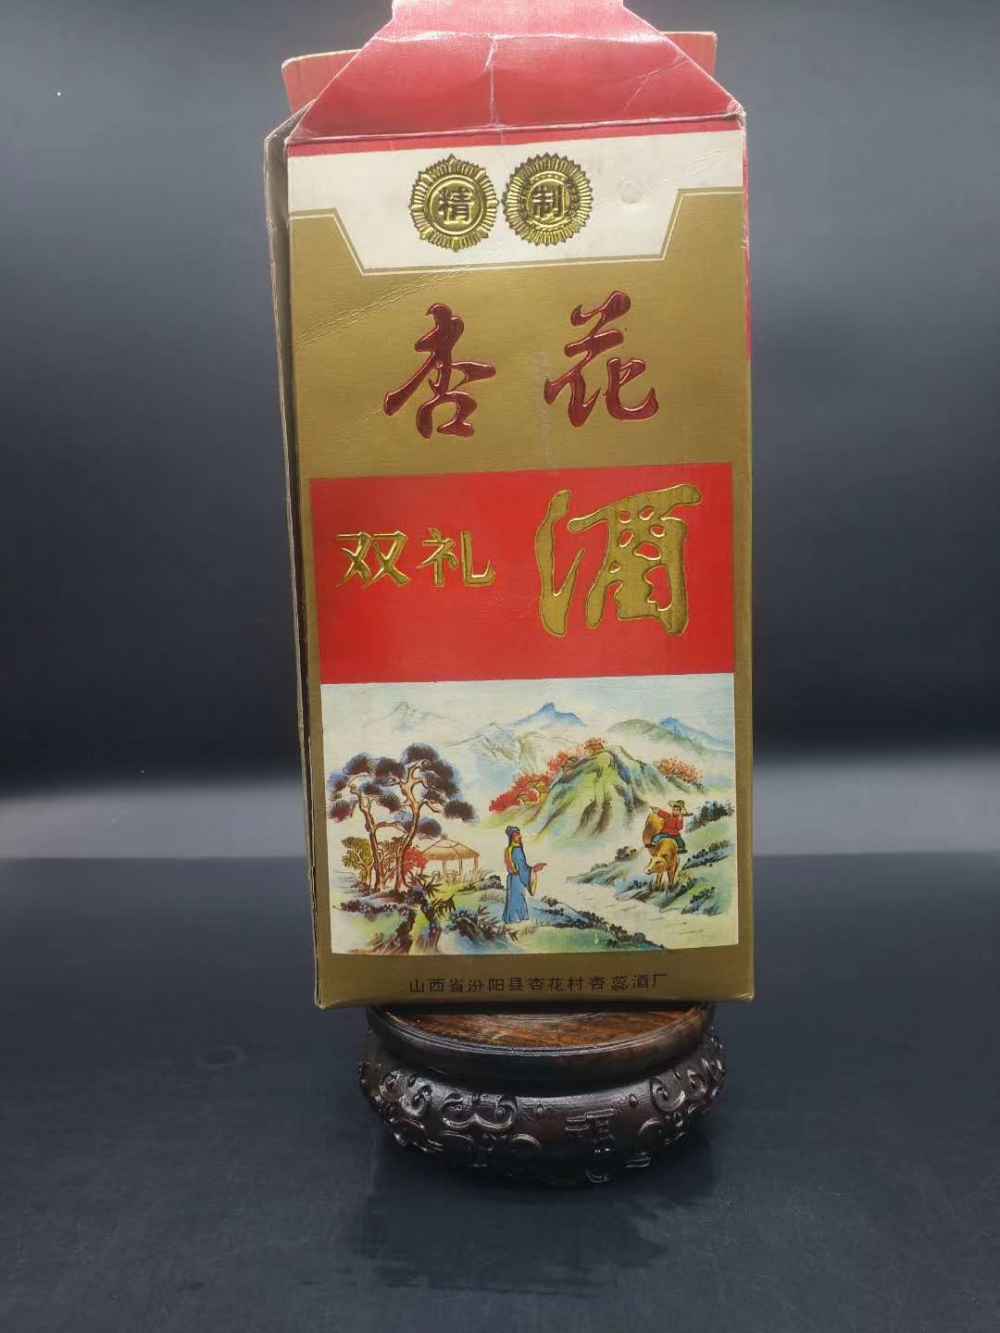 精制
杏花
双礼 酒
山西省汾阳县杏花村杏蕊酒厂